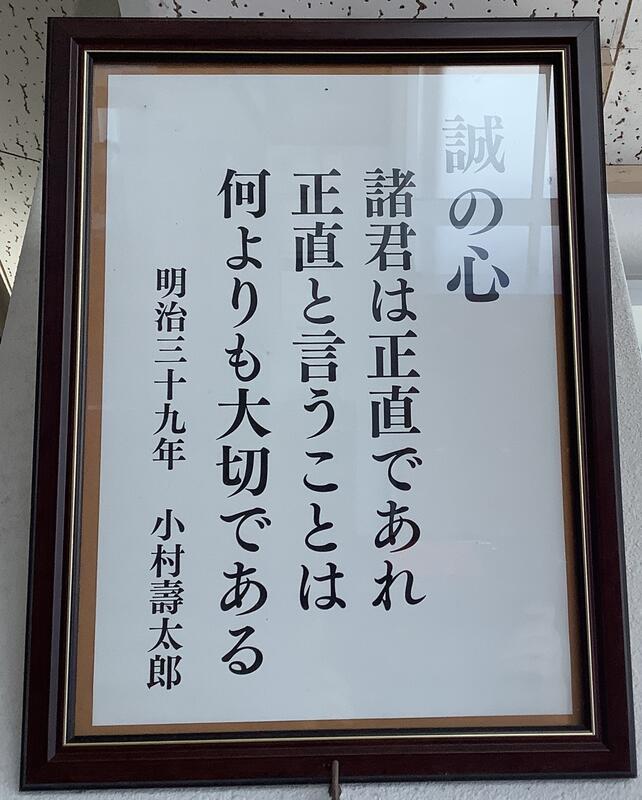 誠の心
諸君は正直であれ
正直と言うことは
何よりも大切である
明治三十九年　小村壽太郎